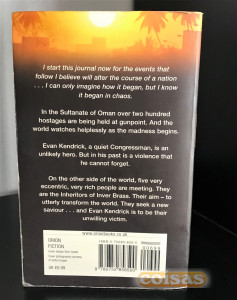 I start this journal now for the events that
follow I believe will alter the course of a nation
. . . I can only imagine how it began, but I know
it began in chaos.
In the Sultanate of Oman over two hundred
hostages are being held at gunpoint. And the
world watches helplessly as the madness begins.
Evan Kendrick, a quiet Congressman, is an
unlikely hero. But in his past is a violence that
he cannot forget.
On the other side of the world, five very
eccentric, very rich people are meeting. They
are the Inheritors of Inver Brass. Their aim – to
utterly transform the world. They seek a new
saviour . . . and Evan Kendrick is to be their
unwilling victim.
www.orionbooks.co.uk
ORION
FICTION
coisas